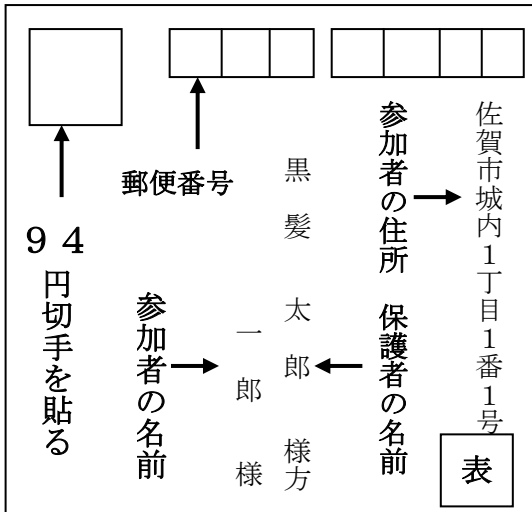 郵便番号
佐賀市城内1丁目1番1号
参加者の住所
保護者の名前
黒髪 太郎 様方
一郎 様
参加者の名前
94
円切手を貼る
表